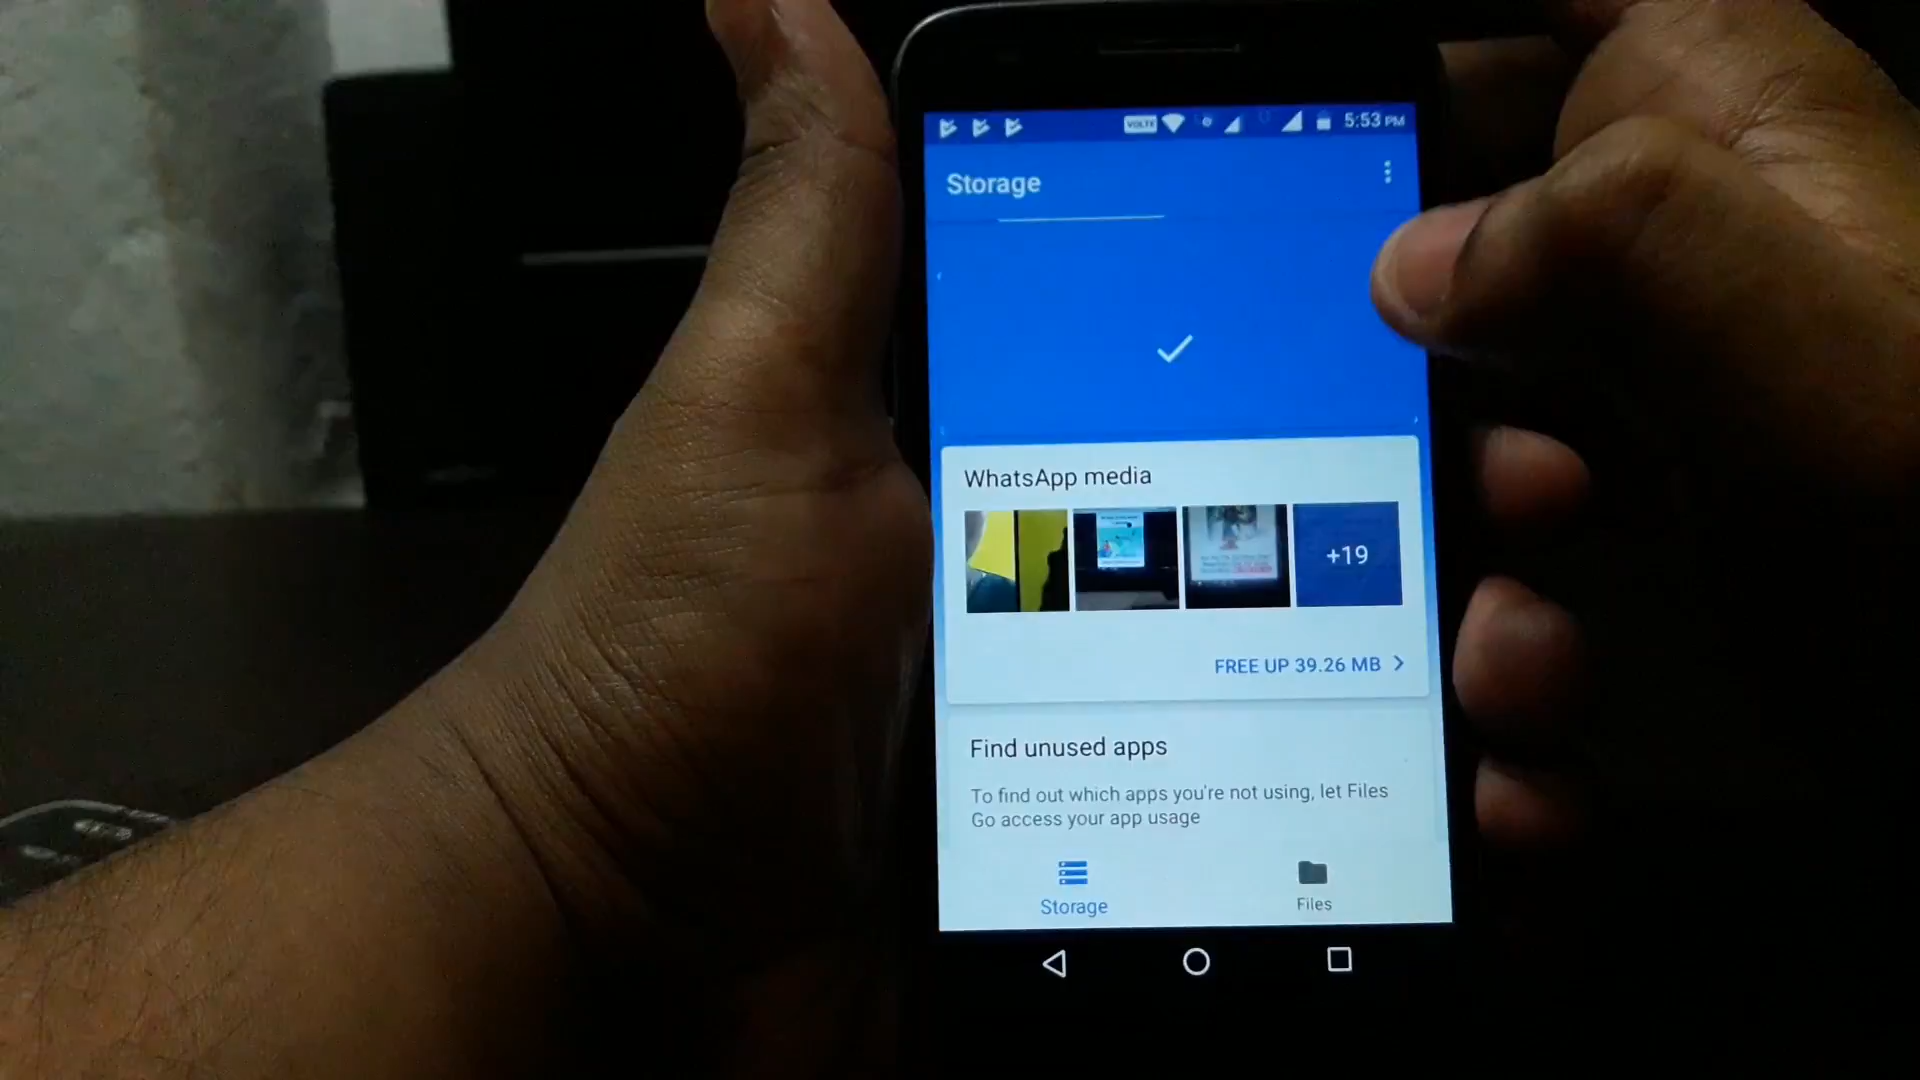 VOLTE 5:53 PM
Storage
WhatsApp media
+19
FREE UP 39.26 MB
Find unused apps
To find out which apps you're not using, let Files
Go access your app usage
Storage
Files